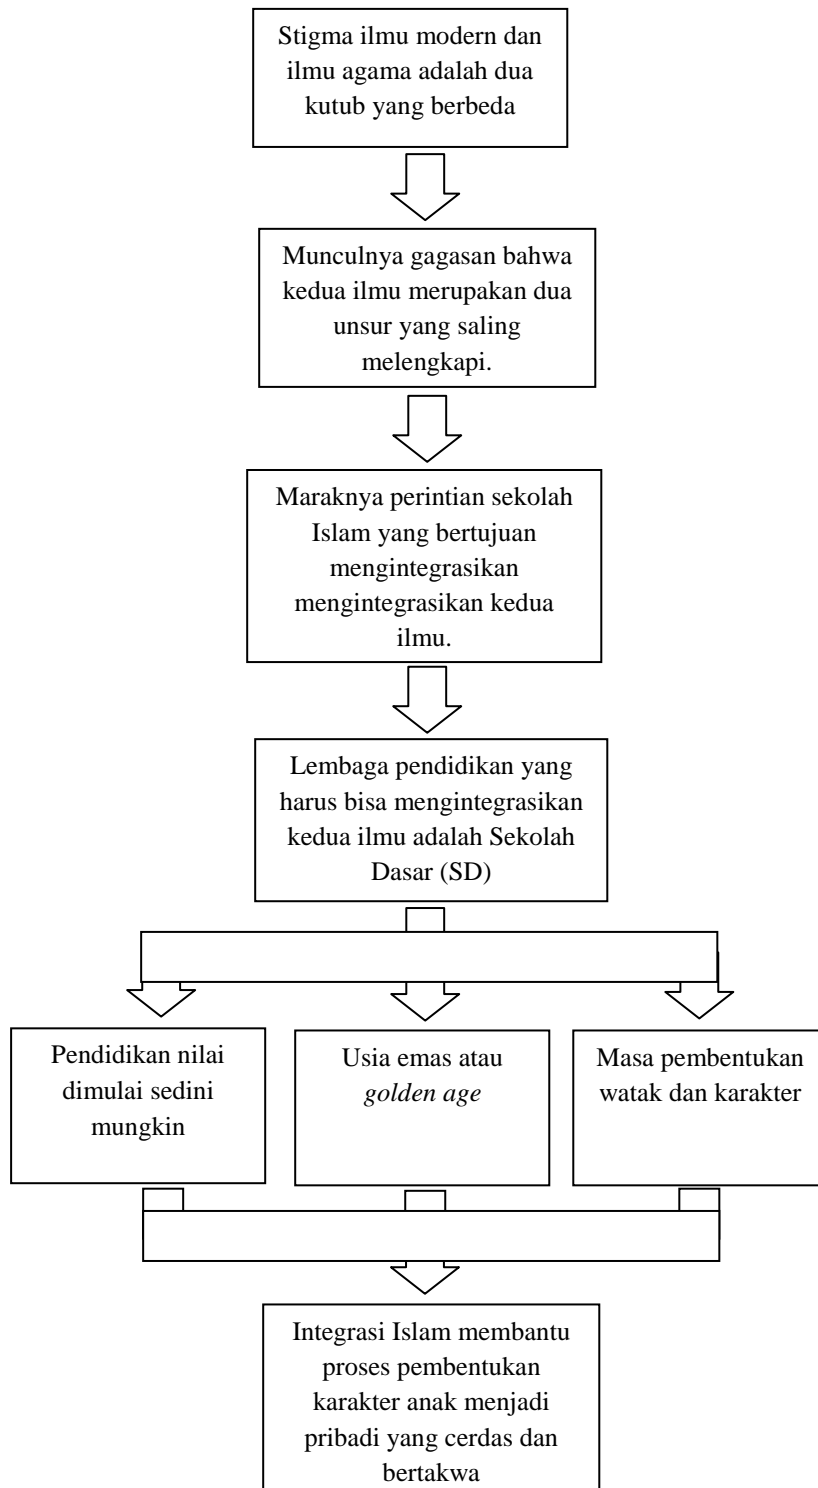 Stigma ilmu modern dan
ilmu agama adalah dua
kutub yang berbeda
Munculnya gagasan bahwa
kedua ilmu merupakan dua
unsur yang saling
melengkapi.
Maraknya perintian sekolah
Islam yang bertujuan
mengintegrasikan
mengintegrasikan kedua
ilmu.
Lembaga pendidikan yang
harus bisa mengintegrasikan
kedua ilmu adalah Sekolah
Dasar (SD)
Pendidikan nilai
dimulai sedini
mungkin
Usia emas atau
golden age
Masa pembentukan
watak dan karakter
Integrasi Islam membantu
proses pembentukan
karakter anak menjadi
pribadi yang cerdas dan
bertakwa